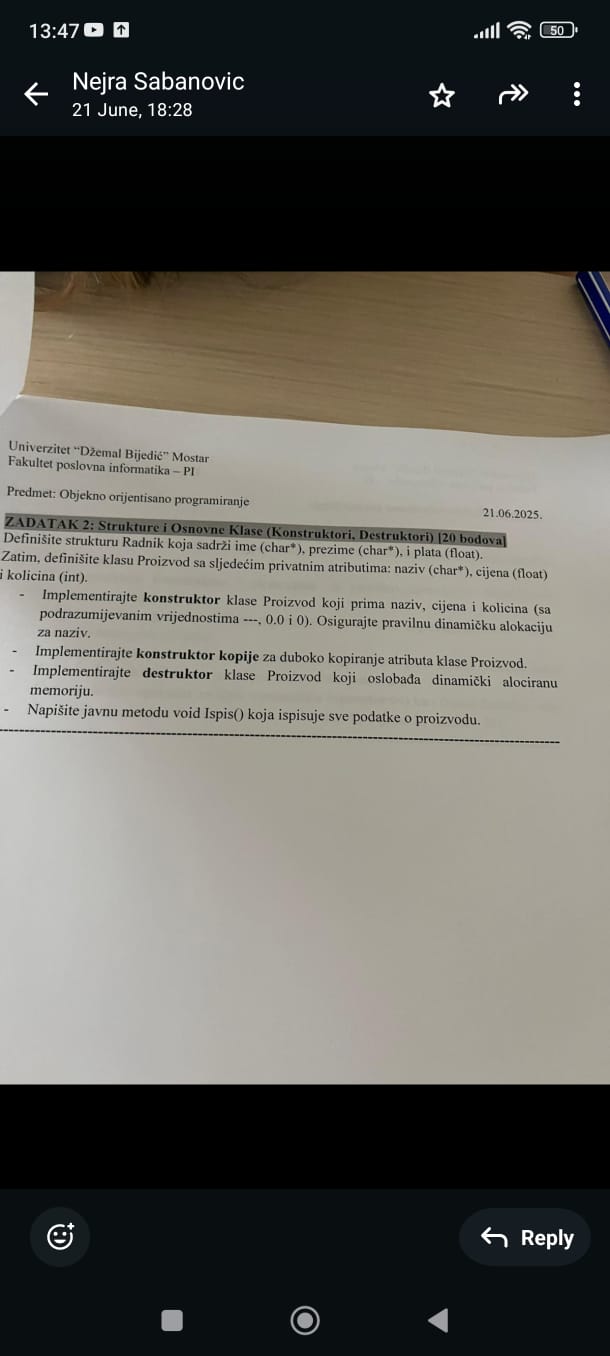 13:47
50
Nejra Sabanovic
21 June, 18:28
Univerzitet “Džemal Bijedić” Mostar
Fakultet poslovna informatika – PI
Predmet: Objekno orijentisano programiranje
21.06.2025.
ZADATAK 2: Strukture i Osnovne Klase (Konstruktori, Destruktori) [20 bodova]
Definišite strukturu Radnik koja sadrži ime (char*), prezime (char*), i plata (float).
Zatim, definišite klasu Proizvod sa sljedećim privatnim atributima: naziv (char*), cijena (float)
i kolicina (int).
- Implementirajte konstruktor klase Proizvod koji prima naziv, cijena i kolicina (sa
podrazumijevanim vrijednostima ---, 0.0 i 0). Osigurajte pravilnu dinamičku alokaciju
za naziv.
- Implementirajte konstruktor kopije za duboko kopiranje atributa klase Proizvod.
- Implementirajte destruktor klase Proizvod koji oslobađa dinamički alociranu
memoriju.
- Napišite javnu metodu void Ispis() koja ispisuje sve podatke o proizvodu.
Reply